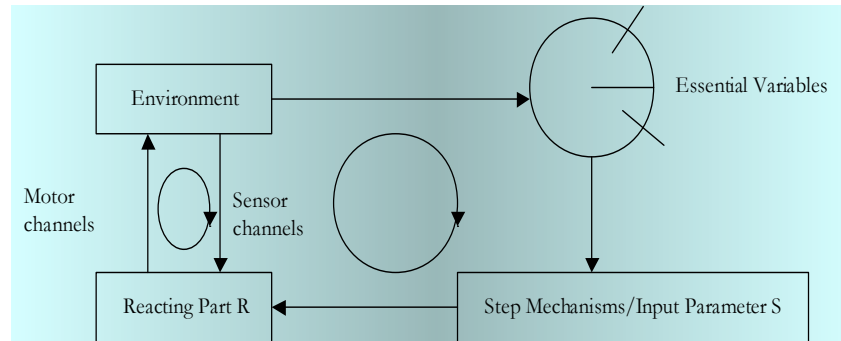 Environment
Essential Variables
Motor
channels
Sensor
channels
Reacting Part R
Step Mechanisms/Input Parameter S